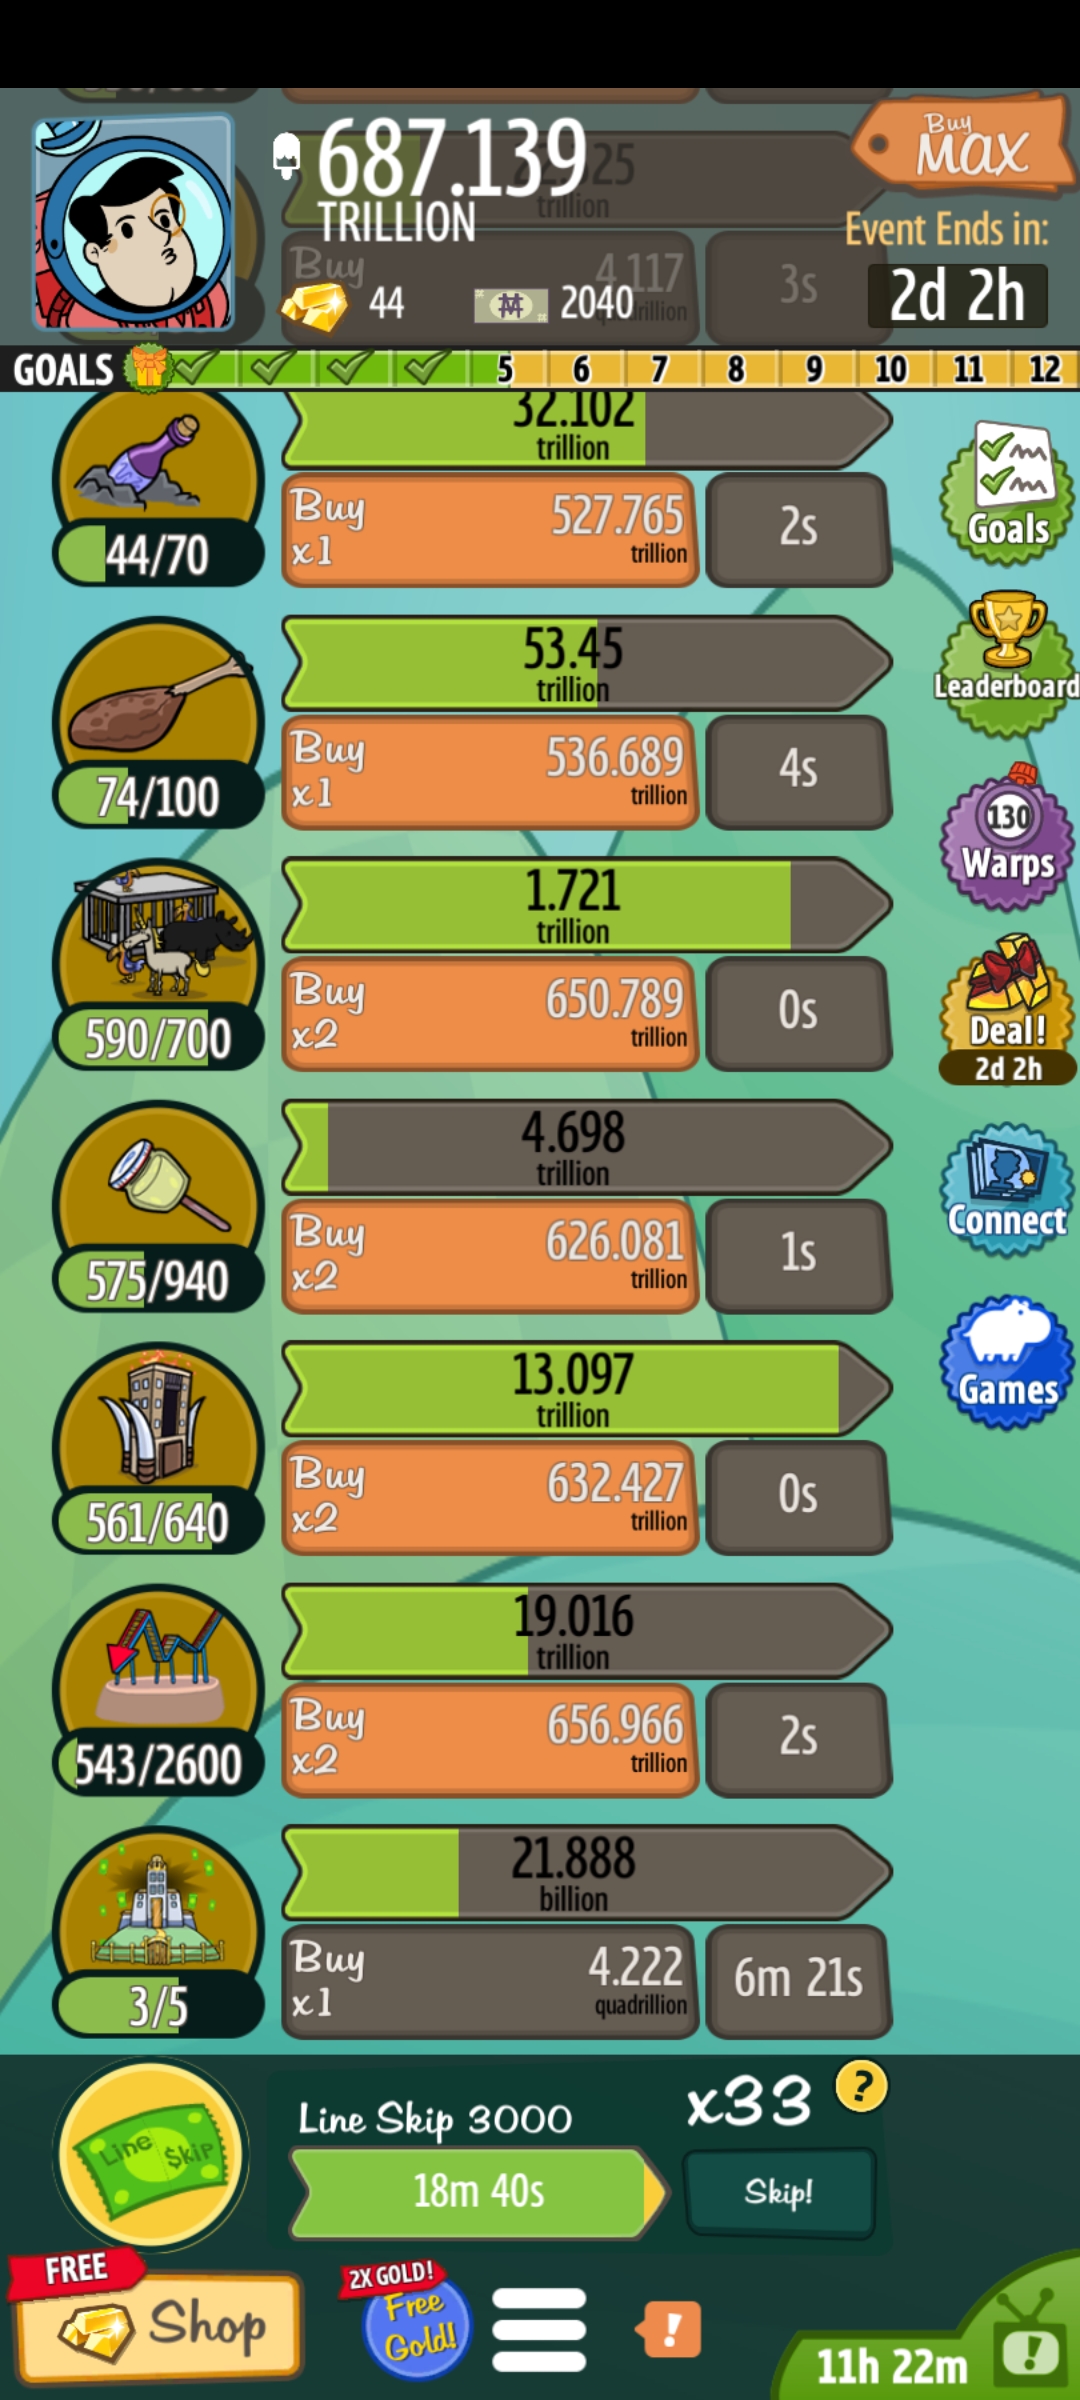 687.139
TRILLION
Buy
MAX
Event Ends in:
2d 2h
44
2040
Buy
4.117
3s
trillion
GOALS
5
6
7
8
9
10
11
12
32.102
trillion
44/70
Buy
x1
527.765
trillion
2s
Goals
53.45
trillion
74/100
Buy
x1
536.689
trillion
4s
Leaderboard
1.721
trillion
590/700
Buy
x2
650.789
trillion
0s
130
Warps
Deal!
2d 2h
4.698
trillion
575/940
Buy
x2
626.081
trillion
1s
Connect
13.097
trillion
561/640
Buy
x2
632.427
trillion
0s
Games
19.016
trillion
543/2600
Buy
x2
656.966
trillion
2s
21.888
billion
3/5
Buy
x1
4.222
quadrillion
6m 21s
Line $kip
Line Skip 3000
x33
?
18m 40s
Skip!
FREE
Shop
2X GOLD!
Free
Gold!
!
11h 22m
!